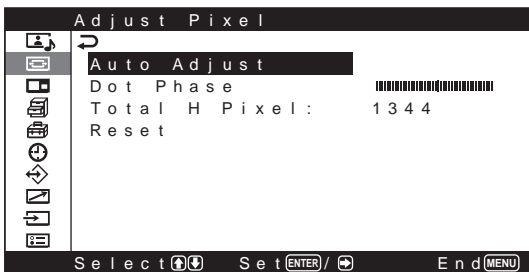 Adjust Pixel
Auto Adjust
Dot Phase
Total H Pixel: 1344
Reset
Select Set ENTER / End MENU